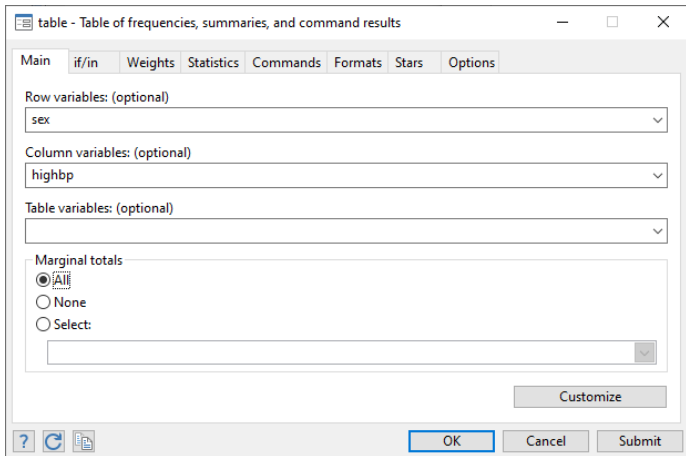 table - Table of frequencies, summaries, and command results
Main if/in Weights Statistics Commands Formats Stars Options
Row variables: (optional)
sex
Column variables: (optional)
highbp
Table variables: (optional)
Marginal totals
All
None
Select:
Customize
? OK Cancel Submit